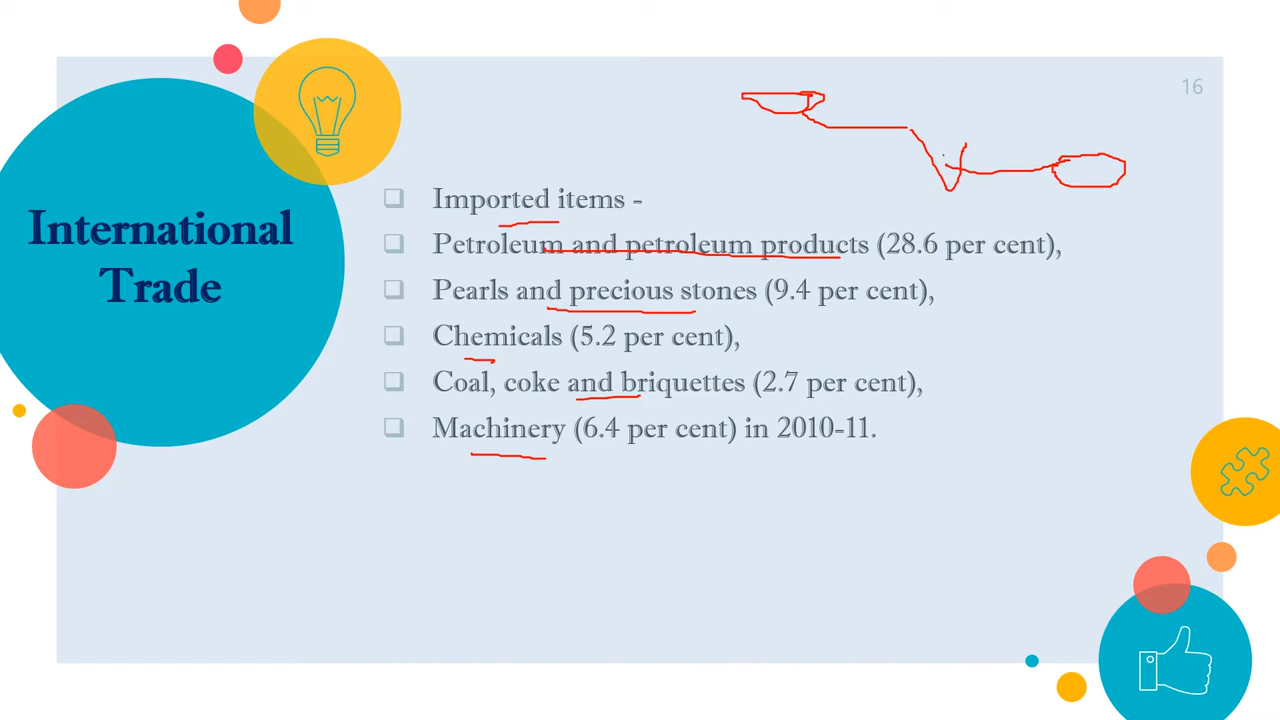 16
International
Trade
Imported items -
Petroleum and petroleum products (28.6 per cent),
Pearls and precious stones (9.4 per cent),
Chemicals (5.2 per cent),
Coal, coke and briquettes (2.7 per cent),
Machinery (6.4 per cent) in 2010-11.